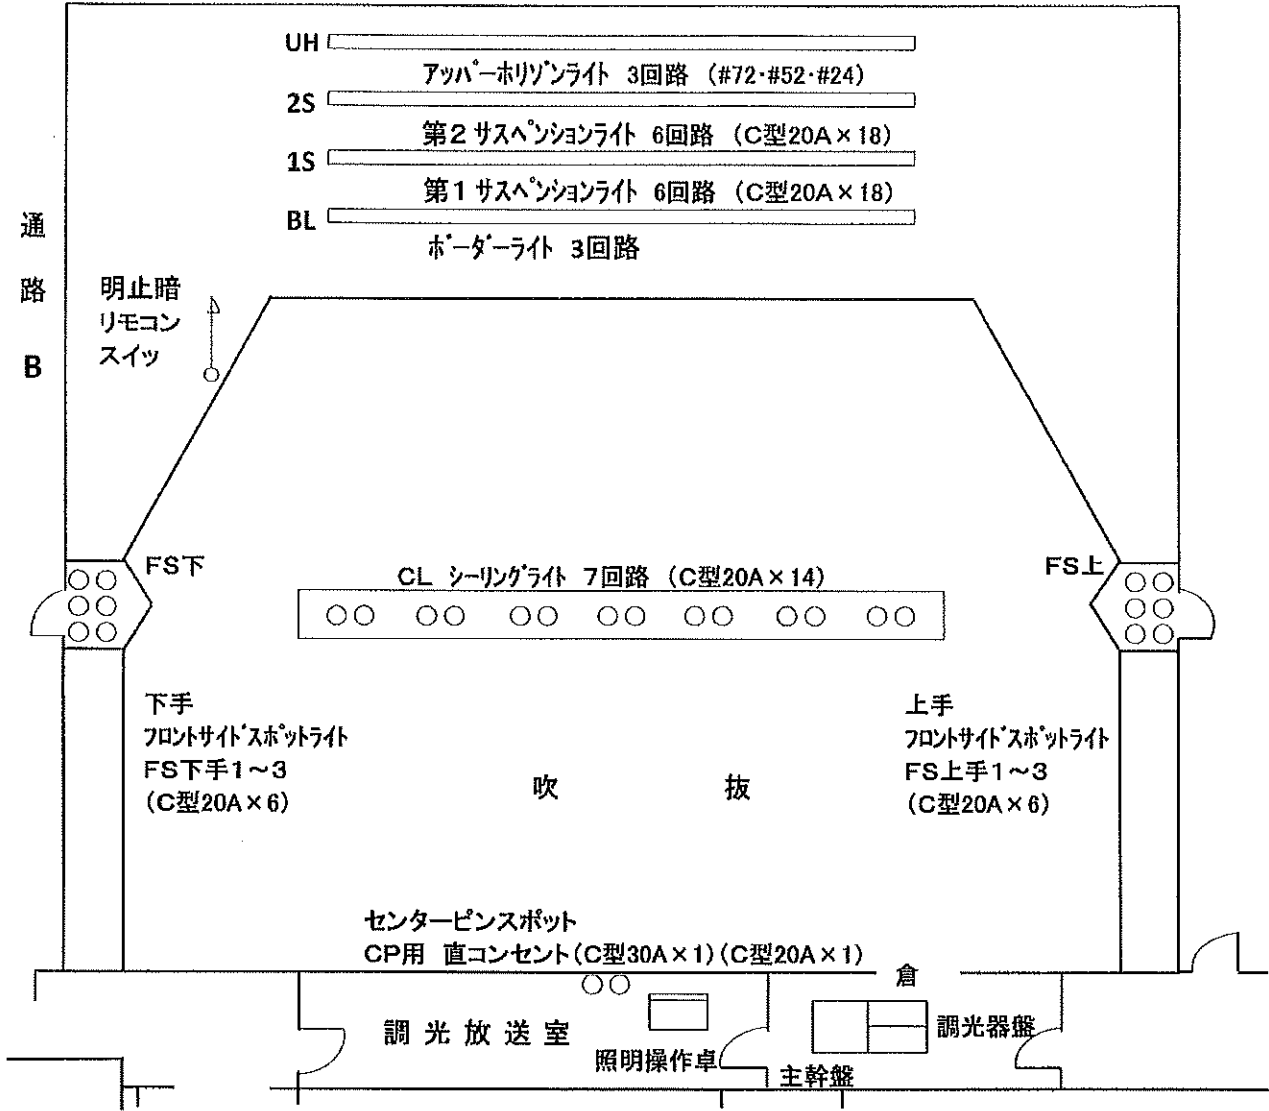 UH
アッパーホリゾンライト 3回路 (#72･#52･#24)
2S
第2 サスペンションライト 6回路 (C型20A×18)
1S
第1 サスペンションライト 6回路 (C型20A×18)
BL
ボーダーライト 3回路
通路B
明止暗
リモコン
スイッ
FS下
CL シーリングライト 7回路 (C型20A×14)
FS上
下手
フロントサイドスポットライト
FS下手1～3
(C型20A×6)
上手
フロントサイドスポットライト
FS上手1～3
(C型20A×6)
吹 抜
センターピンスポット
CP用 直コンセント(C型30A×1)(C型20A×1)
倉
調光放送室
照明操作卓
調光器盤
主幹盤